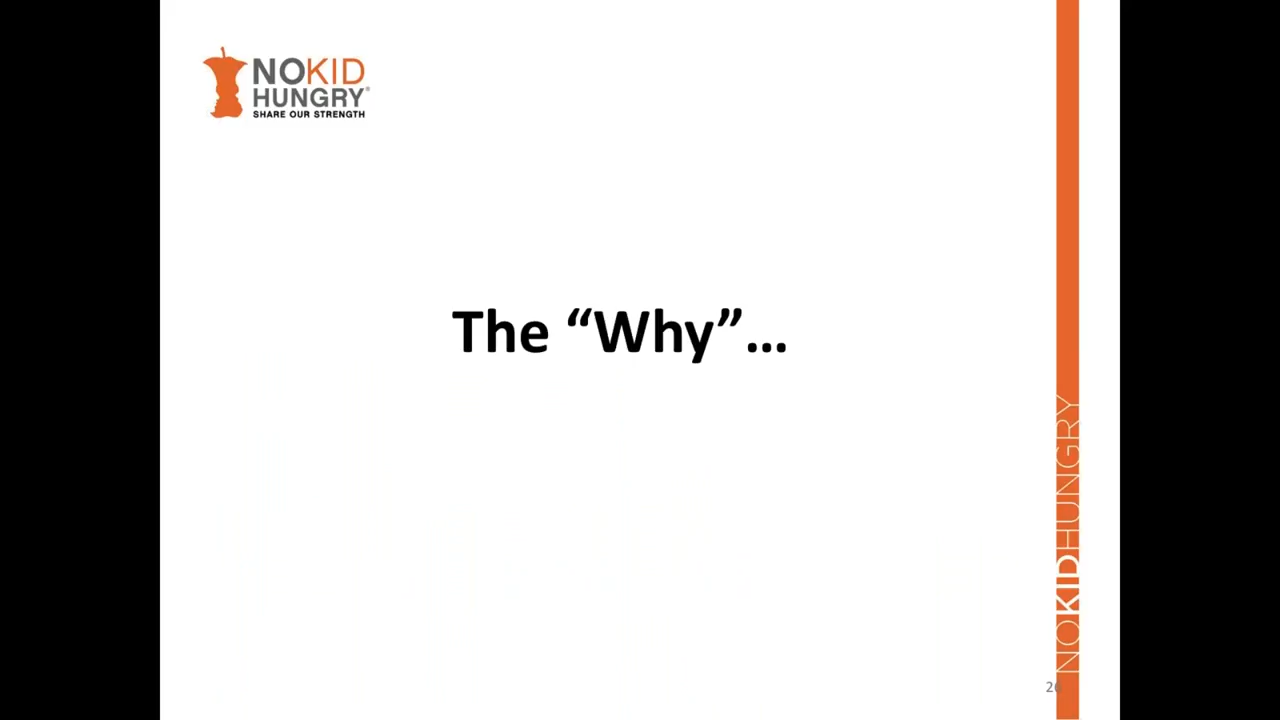 NOKID
HUNGRY®
SHARE OUR STRENGTH
The “Why”…
NOKIDHUNGRY